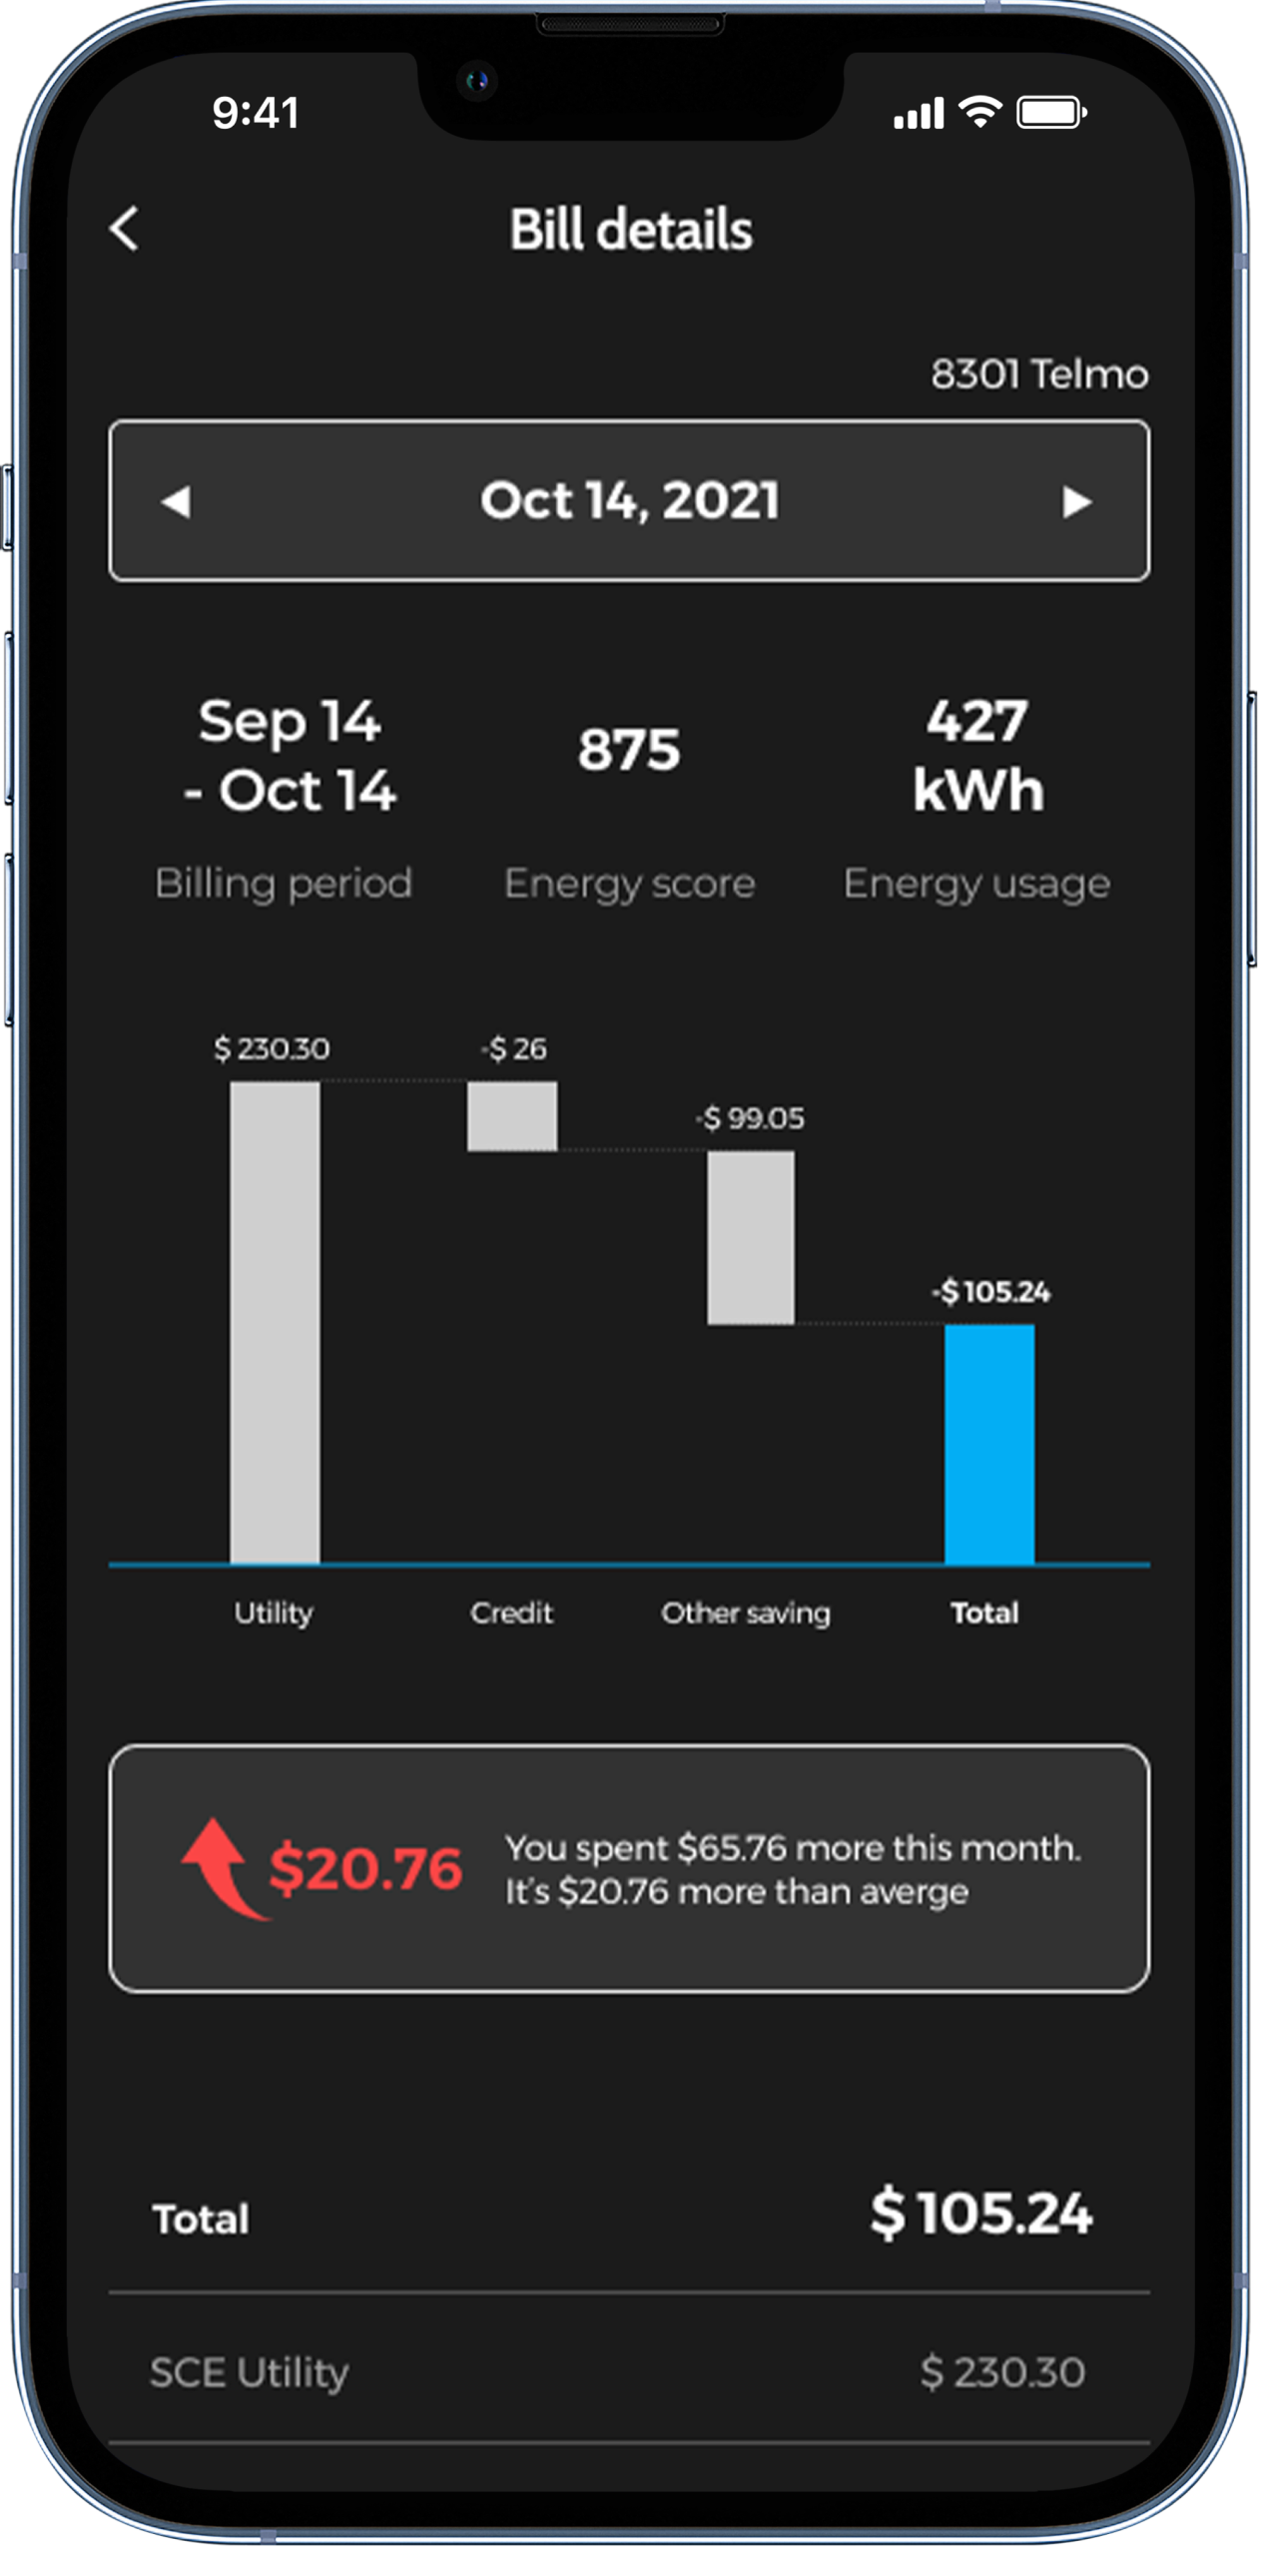 9:41
Bill details
8301 Telmo
Oct 14, 2021
Sep 14
- Oct 14
875
427
kWh
Billing period
Energy score
Energy usage
$ 230.30
-$ 26
-$ 99.05
-$ 105.24
Utility
Credit
Other saving
Total
$20.76
You spent $65.76 more this month.
It's $20.76 more than averge
Total
$ 105.24
SCE Utility
$ 230.30